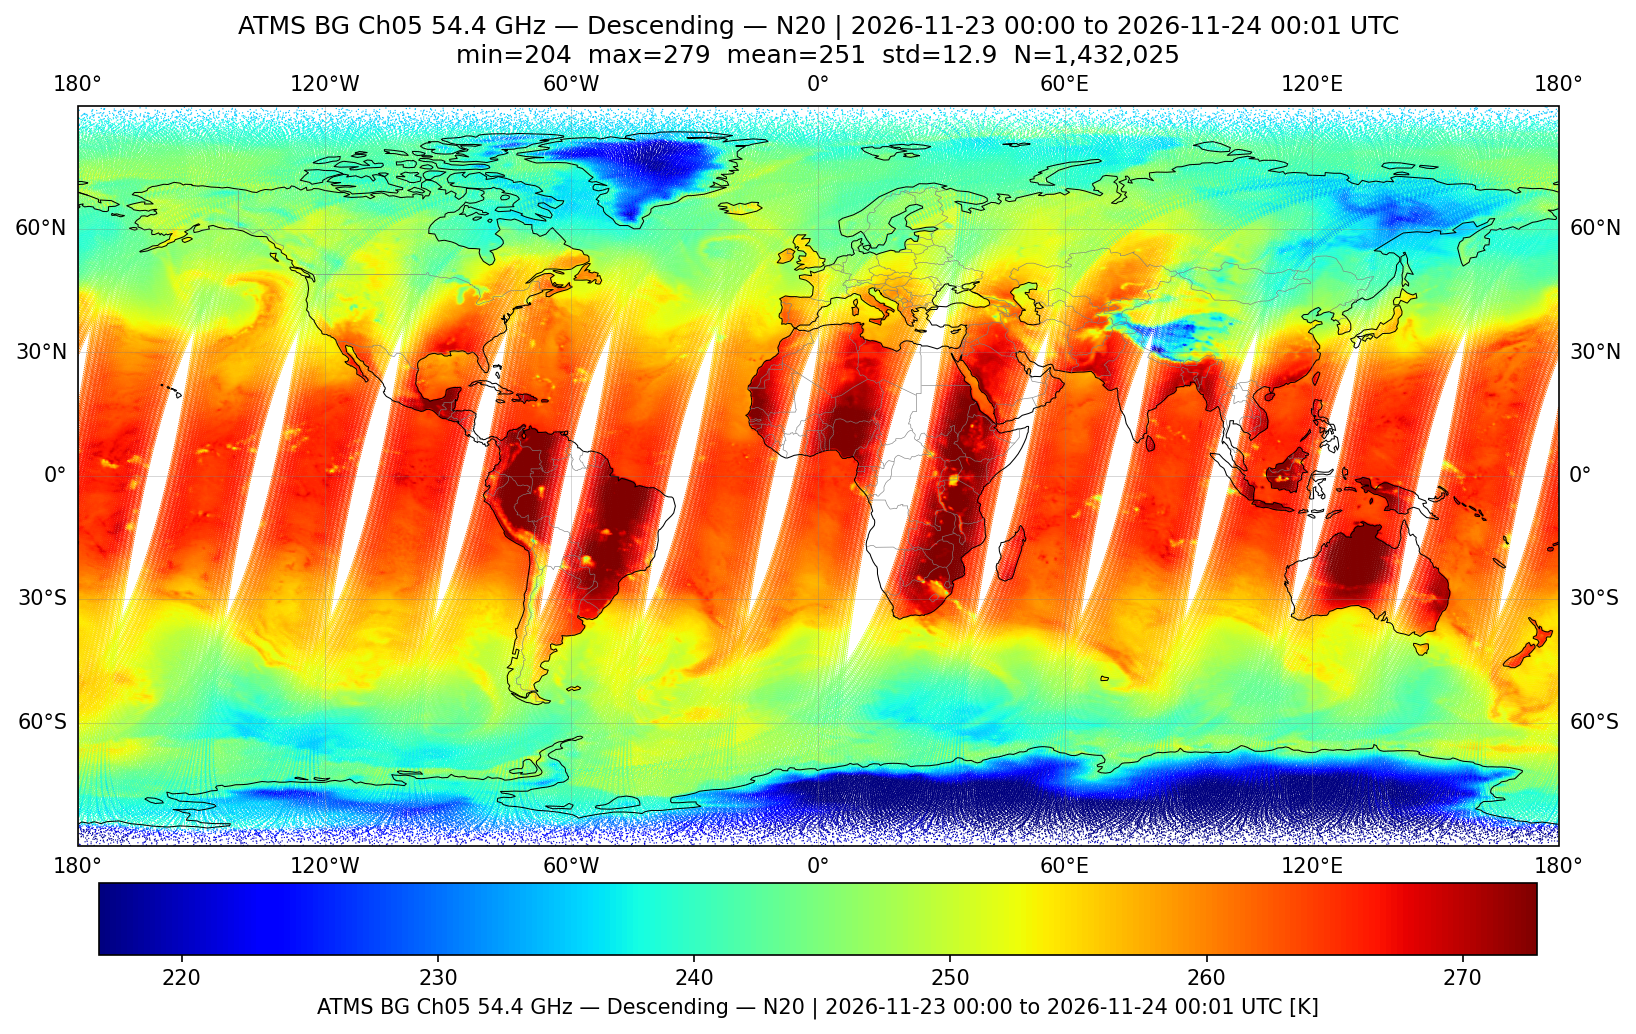 ATMS BG Ch05 54.4 GHz — Descending — N20 | 2026-11-23 00:00 to 2026-11-24 00:01 UTC
min=204 max=279 mean=251 std=12.9 N=1,432,025
180° 120°W 60°W 0° 60°E 120°E 180°
60°N 60°N
30°N 30°N
0° 0°
30°S 30°S
60°S 60°S
180° 120°W 60°W 0° 60°E 120°E 180°
220 230 240 250 260 270
ATMS BG Ch05 54.4 GHz — Descending — N20 | 2026-11-23 00:00 to 2026-11-24 00:01 UTC [K]